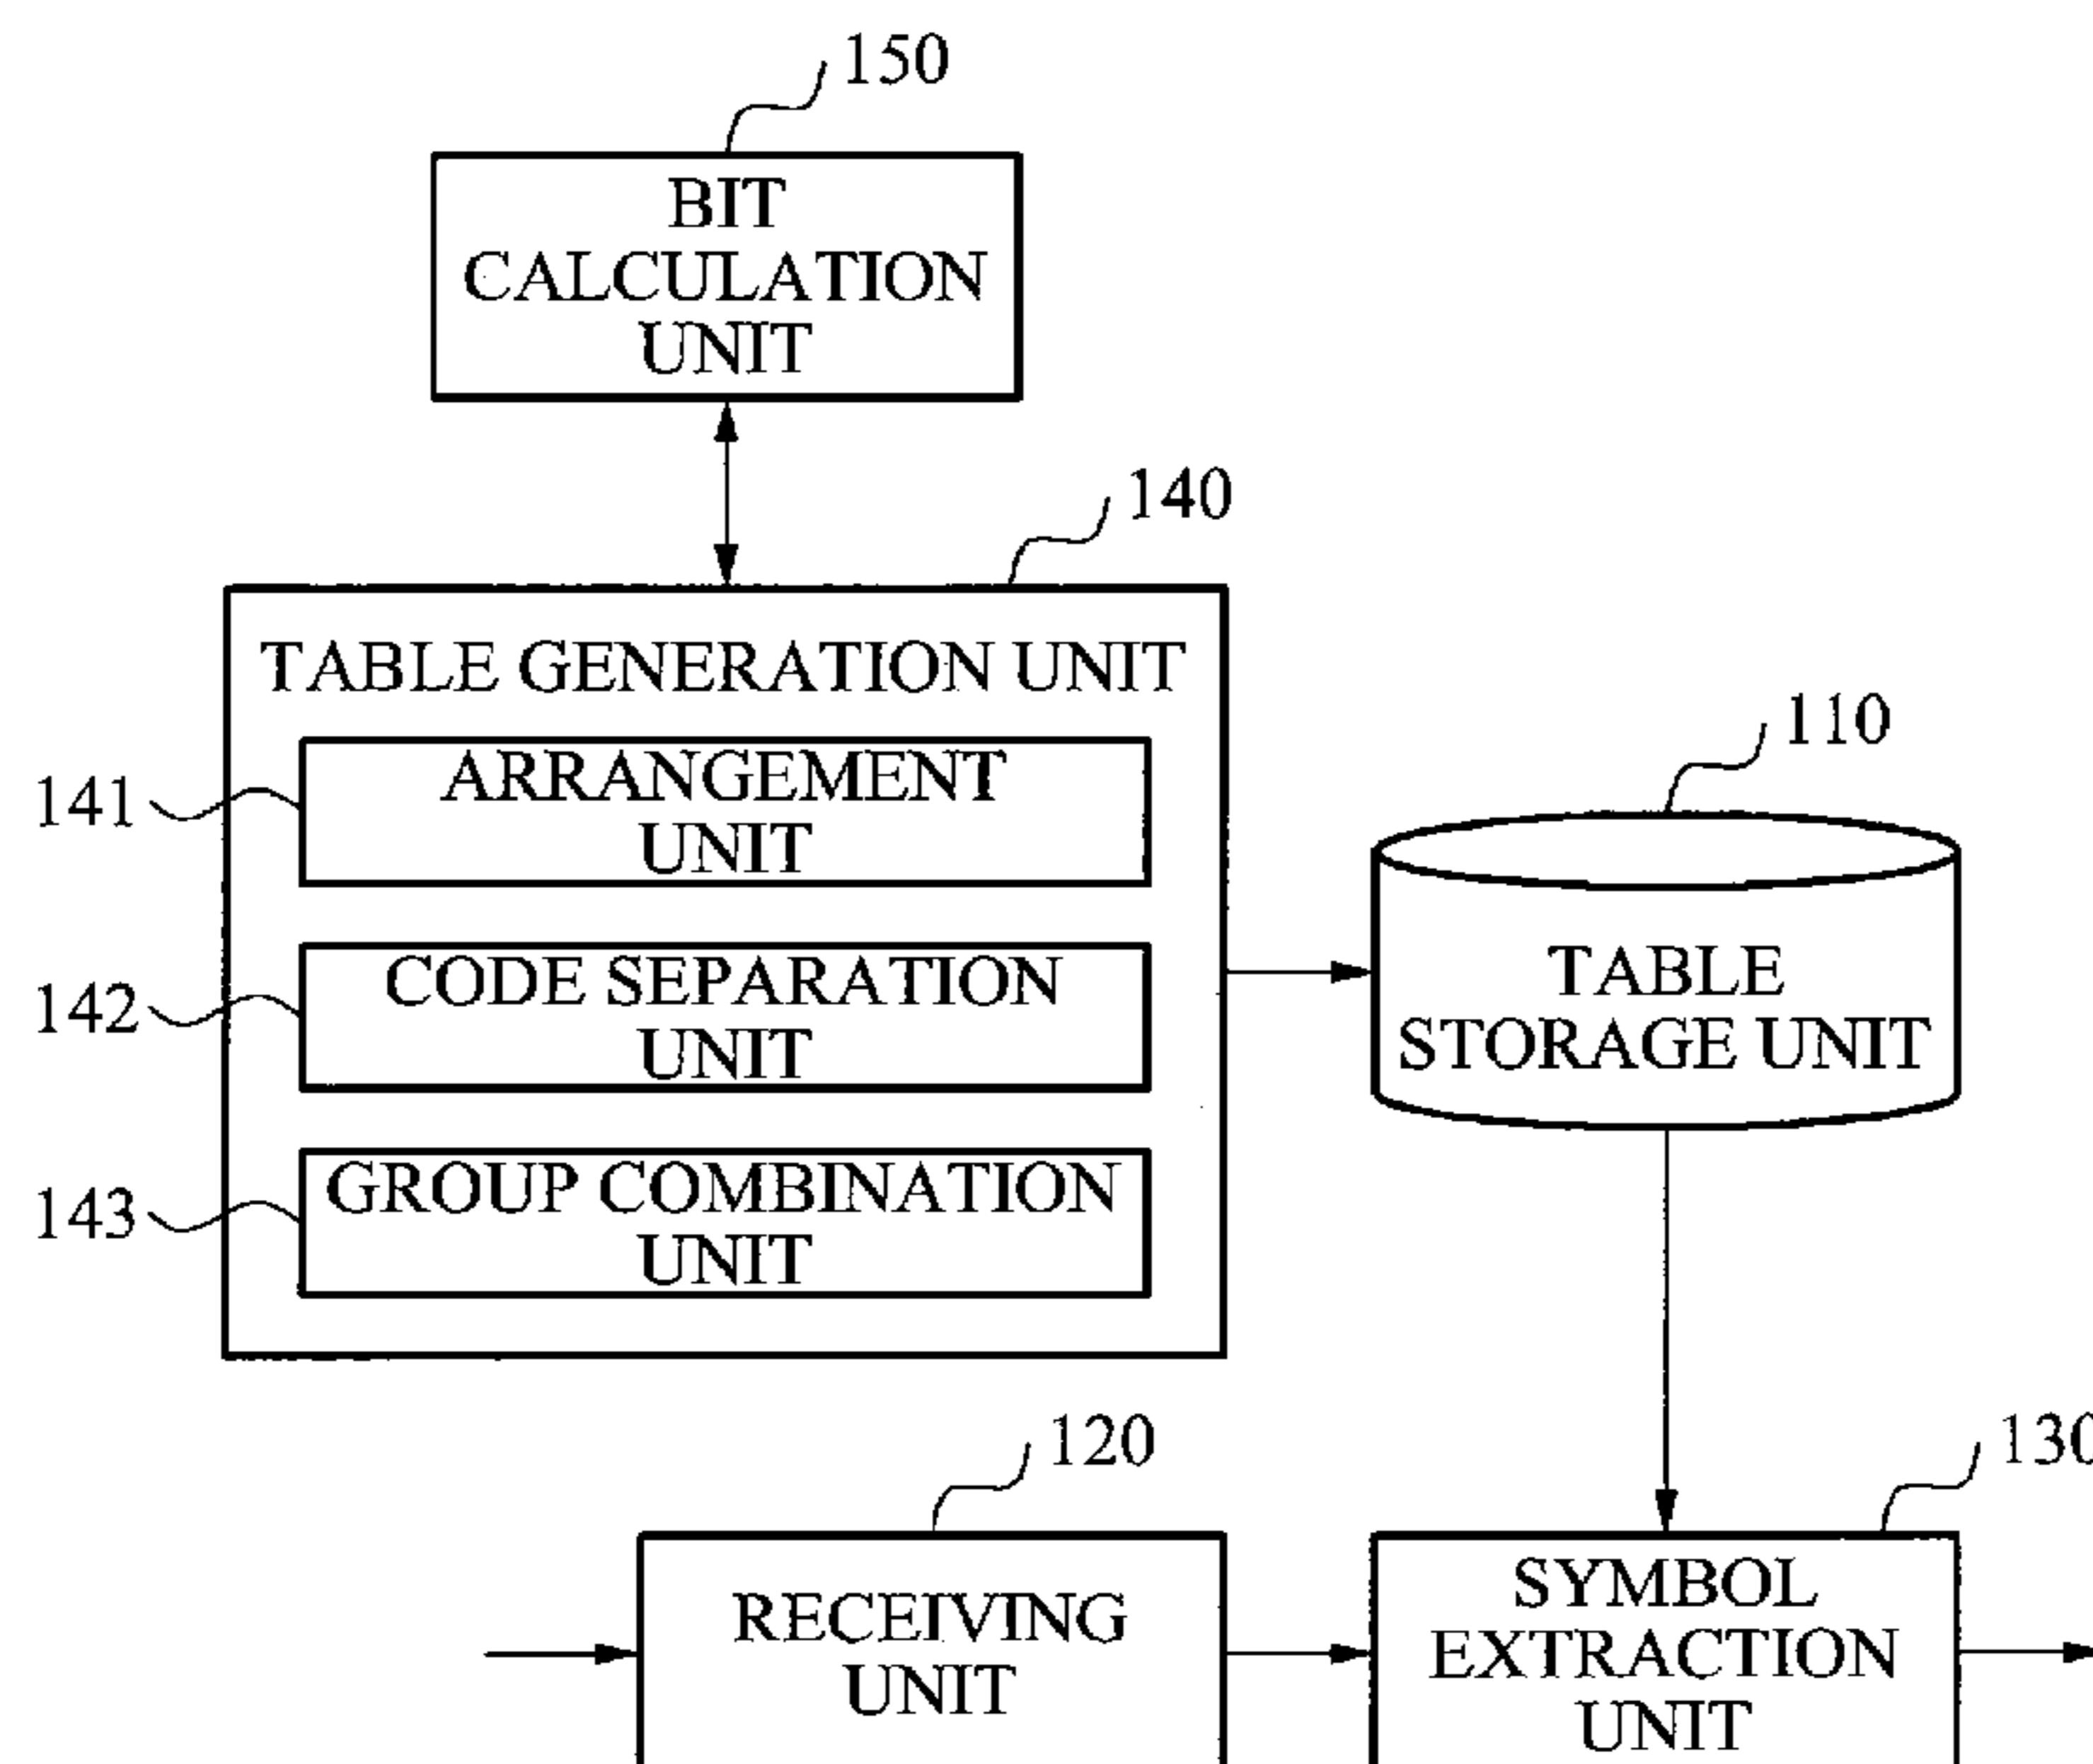 150
BIT
CALCULATION
UNIT
140
TABLE GENERATION UNIT
110
141
ARRANGEMENT
UNIT
TABLE
STORAGE UNIT
142
CODE SEPARATION
UNIT
143
GROUP COMBINATION
UNIT
120
130
RECEIVING
UNIT
SYMBOL
EXTRACTION
UNIT